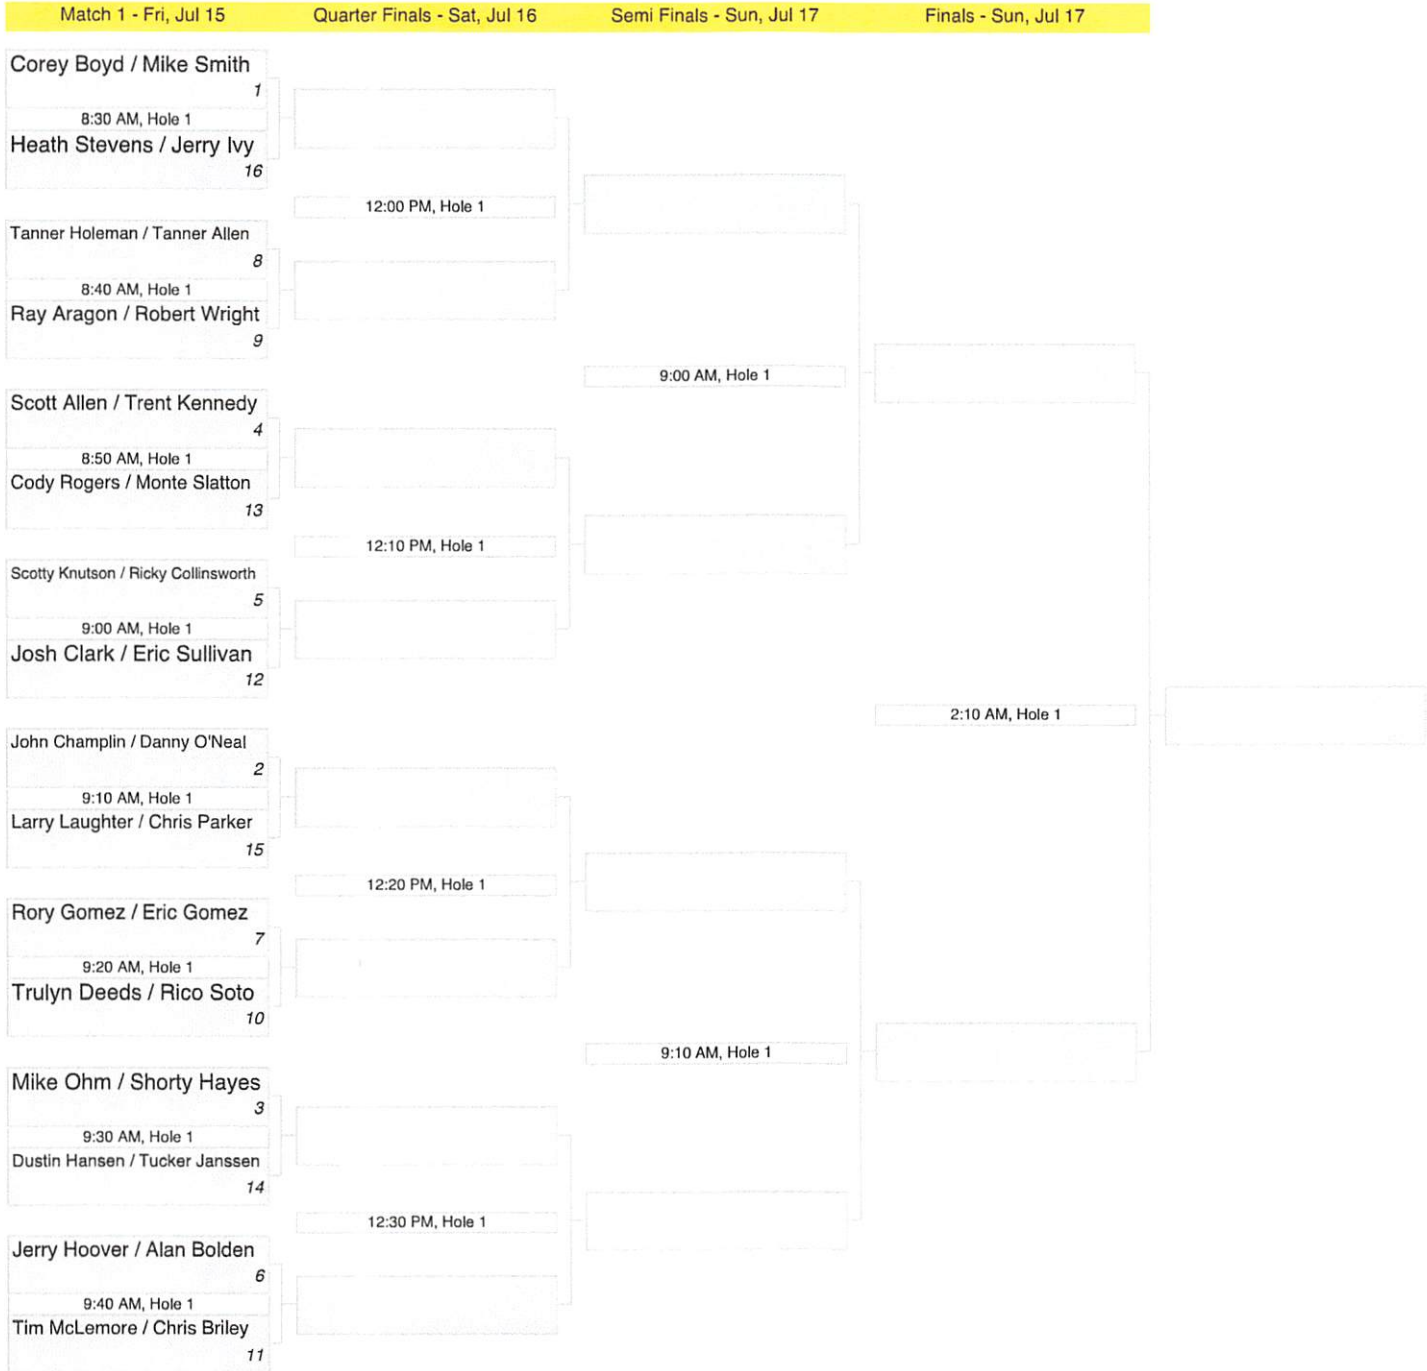 Match 1 - Fri, Jul 15
Quarter Finals - Sat, Jul 16
Semi Finals - Sun, Jul 17
Finals - Sun, Jul 17
Corey Boyd / Mike Smith
1
8:30 AM, Hole 1
Heath Stevens / Jerry Ivy
16
Tanner Holeman / Tanner Allen
8
8:40 AM, Hole 1
Ray Aragon / Robert Wright
9
Scott Allen / Trent Kennedy
4
8:50 AM, Hole 1
Cody Rogers / Monte Slatton
13
Scotty Knutson / Ricky Collinsworth
5
9:00 AM, Hole 1
Josh Clark / Eric Sullivan
12
John Champlin / Danny O'Neal
2
9:10 AM, Hole 1
Larry Laughter / Chris Parker
15
Rory Gomez / Eric Gomez
7
9:20 AM, Hole 1
Trulyn Deeds / Rico Soto
10
Mike Ohm / Shorty Hayes
3
9:30 AM, Hole 1
Dustin Hansen / Tucker Janssen
14
Jerry Hoover / Alan Bolden
6
9:40 AM, Hole 1
Tim McLemore / Chris Briley
11
12:00 PM, Hole 1
12:10 PM, Hole 1
12:20 PM, Hole 1
12:30 PM, Hole 1
9:00 AM, Hole 1
9:10 AM, Hole 1
2:10 AM, Hole 1